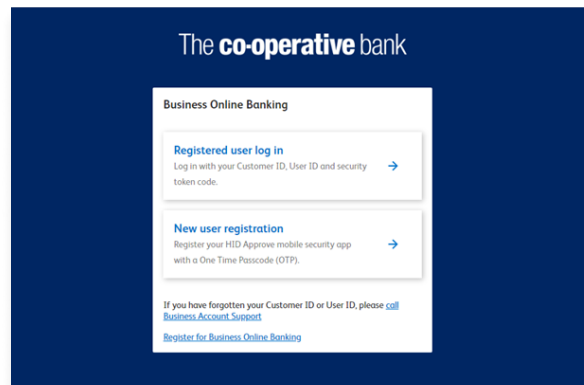 The co-operative bank
Business Online Banking
Registered user log in
Log in with your Customer ID, User ID and security
token code.
New user registration
Register your HID Approve mobile security app
with a One Time Passcode (OTP).
If you have forgotten your Customer ID or User ID, please call
Business Account Support
Register for Business Online Banking